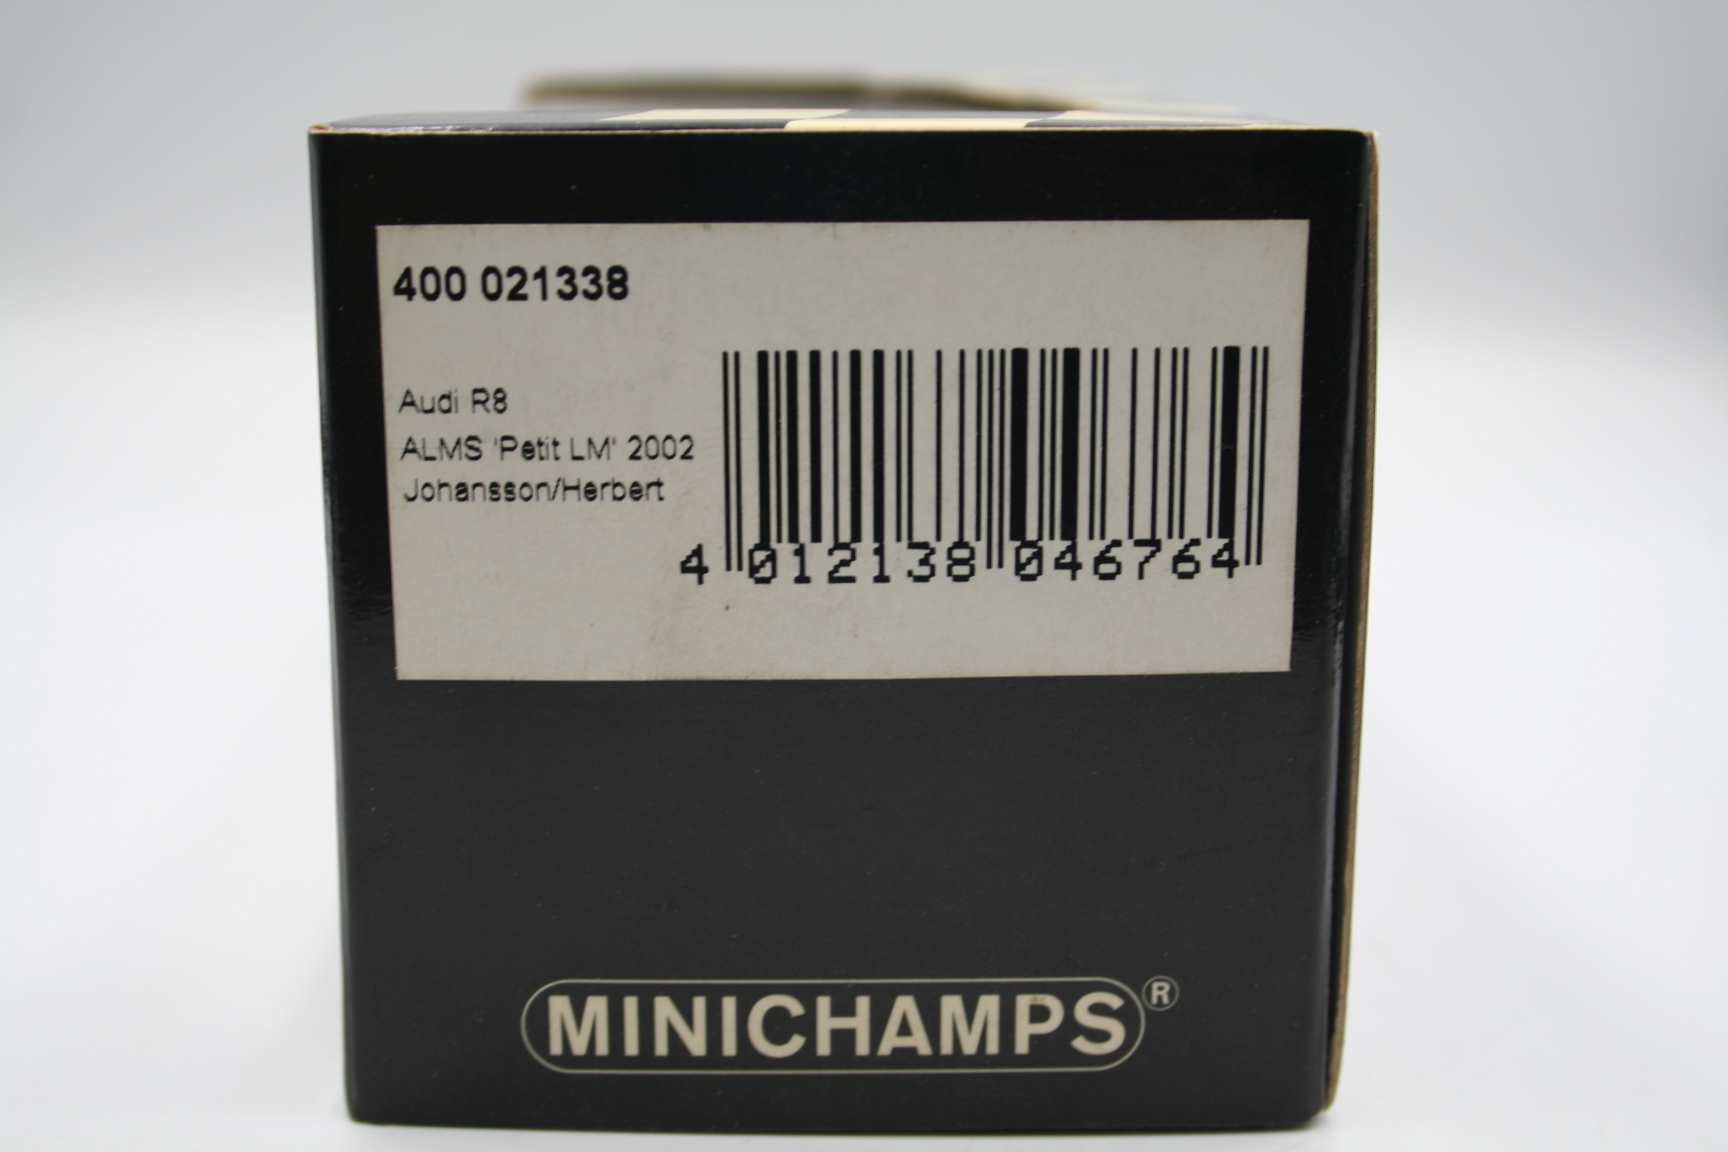 400 021338
Audi R8
ALMS 'Petit LM' 2002
Johansson/Herbert
4 012138 046764
MINICHAMPS®